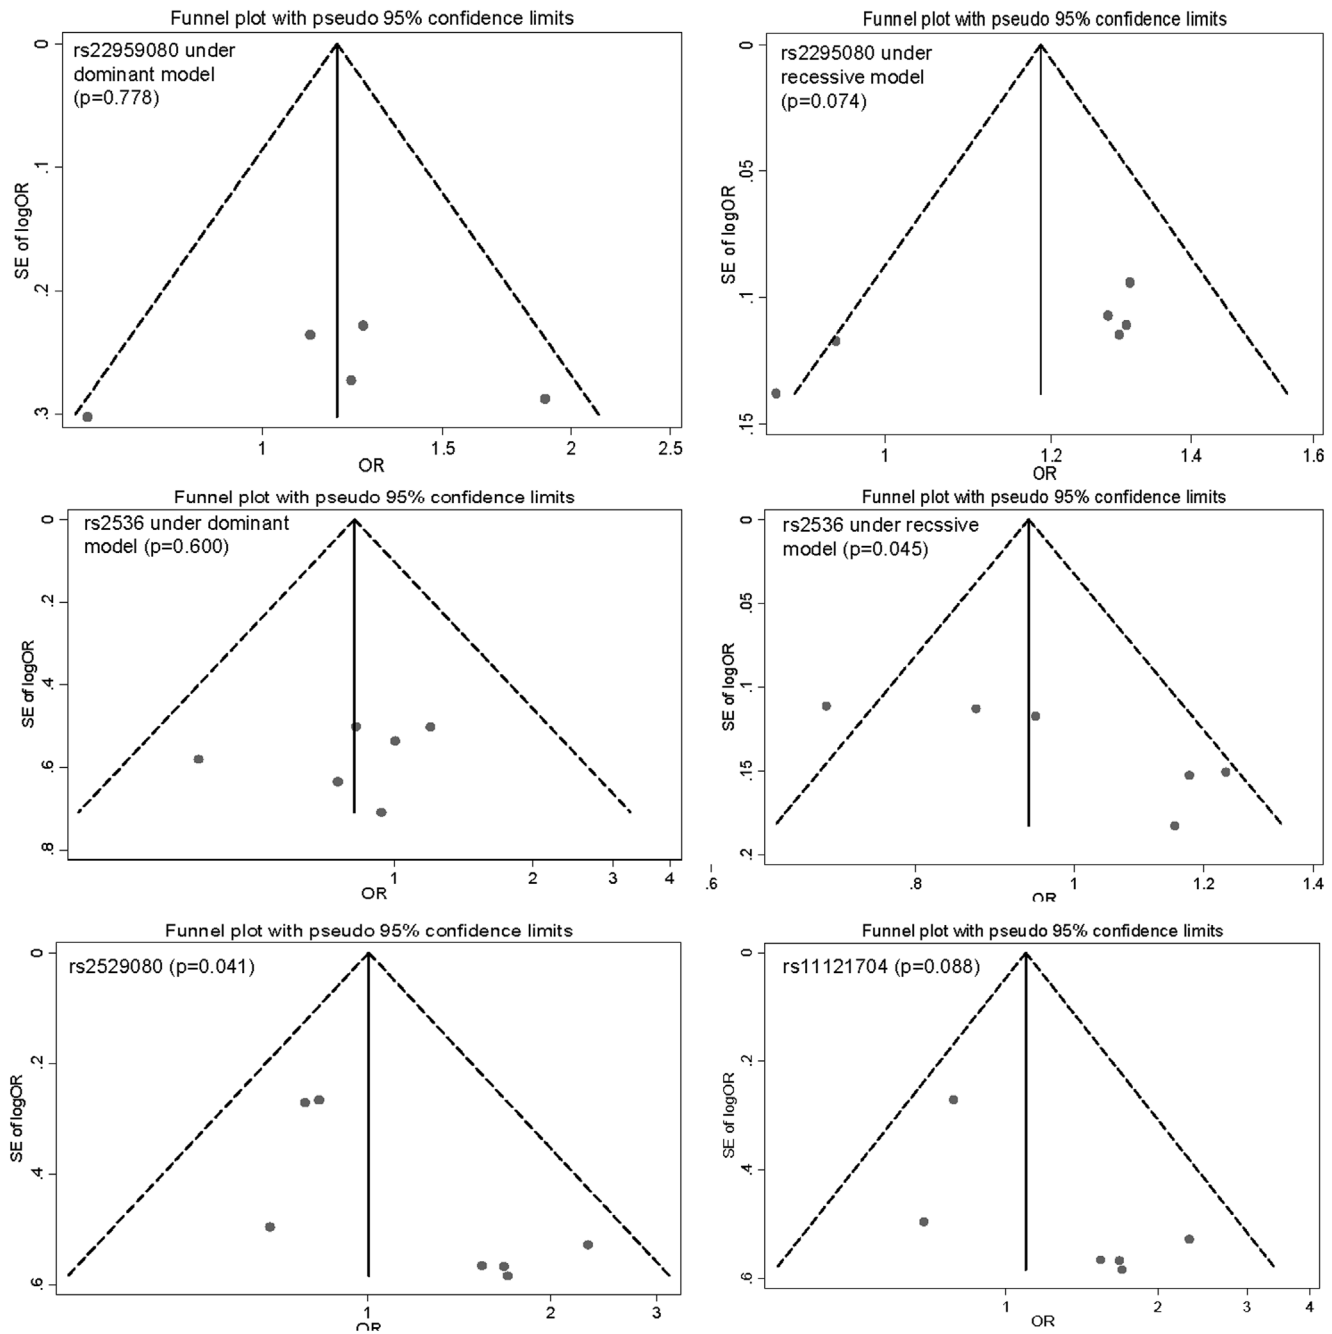 Funnel plot with pseudo 95% confidence limits
rs22959080 under
dominant model
(p=0.778)
SE of logOR
0
.1
.2
.3
1
1.5
2
2.5
OR
Funnel plot with pseudo 95% confidence limits
rs2295080 under
recessive model
(p=0.074)
SE of logOR
0
.05
.1
.15
1
1.2
1.4
1.6
OR
Funnel plot with pseudo 95% confidence limits
rs2536 under dominant
model (p=0.600)
SE of logOR
0
.2
.4
.6
.8
1
2
3
4
OR
Funnel plot with pseudo 95% confidence limits
rs2536 under recssive
model (p=0.045)
SE of logOR
0
.05
.1
.15
.2
.6
.8
1
1.2
1.4
OR
Funnel plot with pseudo 95% confidence limits
rs2529080 (p=0.041)
SE of logOR
0
.2
.4
.6
1
2
3
OR
Funnel plot with pseudo 95% confidence limits
rs11121704 (p=0.088)
SE of logOR
0
.2
.4
.6
1
2
3
4
OR